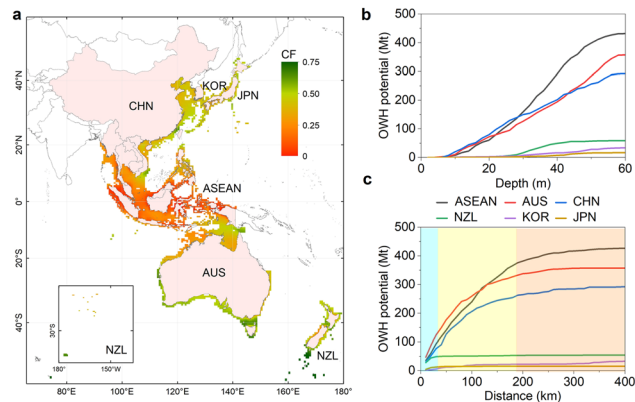 a
CF
0.75
0.5
0.25
0
40°N
20°N
0°
20°S
40°S
CHN
KOR
JPN
ASEAN
AUS
NZL
30°S
180°
150°W
NZL
80°E 100°E 120°E 140°E 160°E 180°
b
OWH potential (Mt)
500
400
300
200
100
0
0 20 40 60
Depth (m)
ASEAN AUS CHN
NZL KOR JPN
c
OWH potential (Mt)
500
400
300
200
100
0
0 100 200 300 400
Distance (km)